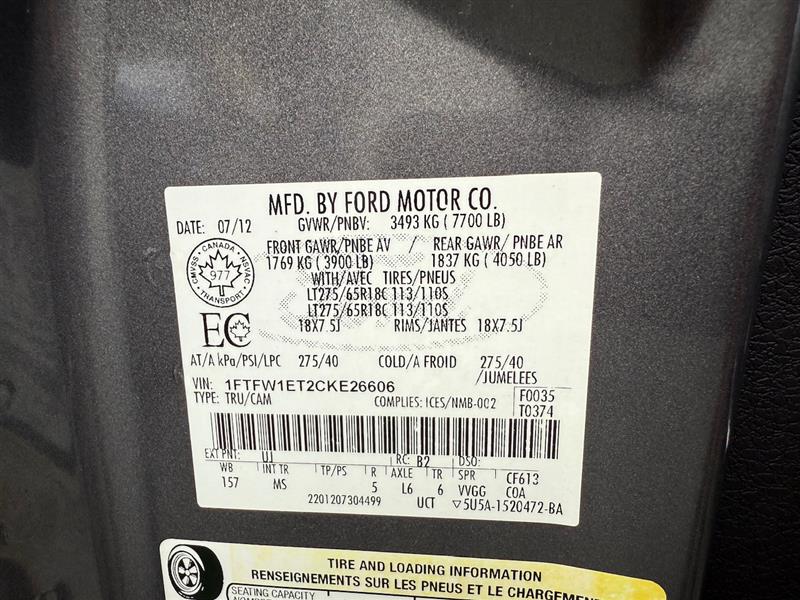 MFD. BY FORD MOTOR CO.
DATE: 07/12 GVWR/PNBV: 3493 KG ( 7700 LB)
FRONT GAWR/PNBE AV / REAR GAWR/ PNBE AR
1769 KG ( 3900 LB) 1837 KG ( 4050 LB)
WITH/AVEC TIRES/PNEUS
LT275/65R18C 113/110S
LT275/65R18C 113/110S
18X7.5J RIMS/JANTES 18X7.5J
CMVSS - CANADA - NSVAC
977
TRANSPORT
EC
AT/A kPa/PSI/LPC 275/40 COLD/A FROID 275/40
/JUMELEES
VIN: 1FTFW1ET2CKE26606
TYPE: TRU/CAM COMPLIES: ICES/NMB-002 F0035
T0374
EXT PNT: UJ RC: B2 DSO:
WB INT TR TP/PS R AXLE TR SPR CF613
157 MS 5 L6 6 VVGG COA
2201207304499 UCT ▽5U5A-1520472-BA
TIRE AND LOADING INFORMATION
RENSEIGNEMENTS SUR LES PNEUS ET LE CHARGEMENT
SEATING CAPACITY